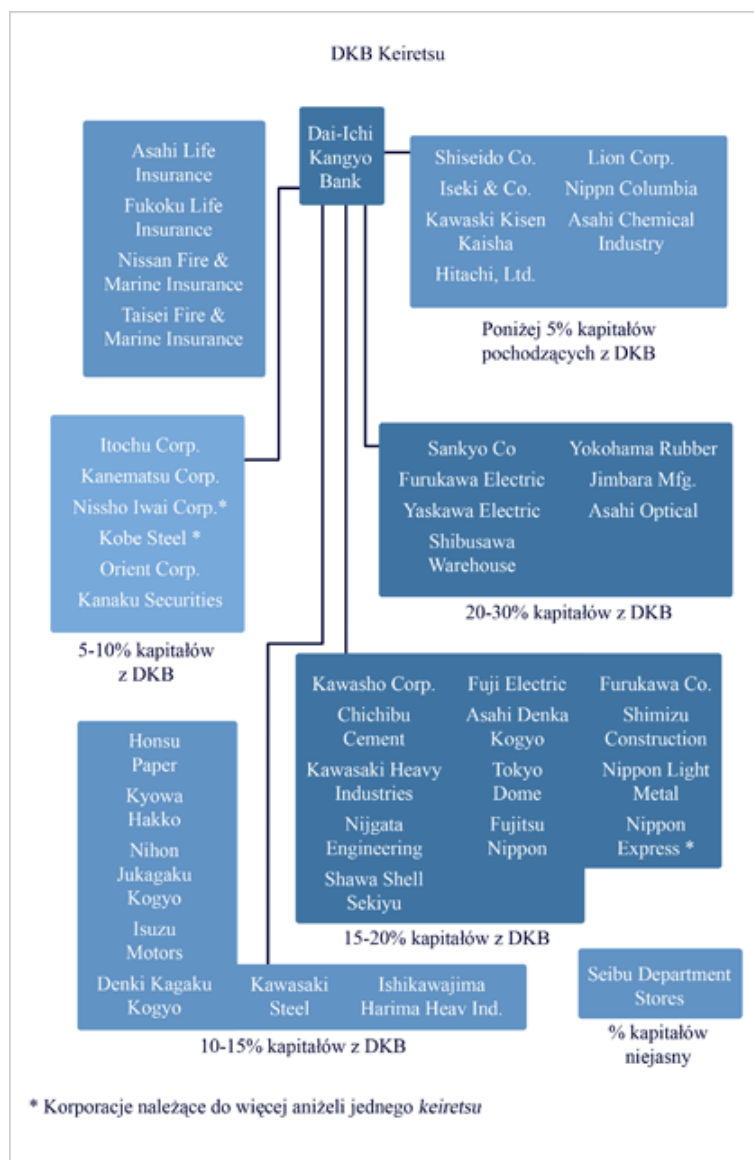 DKB Keiretsu
Dai-Ichi
Kangyo
Bank
Asahi Life
Insurance
Fukoku Life
Insurance
Nissan Fire &
Marine Insurance
Taisei Fire &
Marine Insurance
Shiseido Co.
Iseki & Co.
Kawaski Kisen
Kaisha
Hitachi, Ltd.
Lion Corp.
Nippn Columbia
Asahi Chemical
Industry
Poniżej 5% kapitałów
pochodzących z DKB
Itochu Corp.
Kanematsu Corp.
Nissho Iwai Corp.*
Kobe Steel *
Orient Corp.
Kanaku Securities
5-10% kapitałów
z DKB
Sankyo Co
Furukawa Electric
Yaskawa Electric
Shibusawa
Warehouse
Yokohama Rubber
Jimbara Mfg.
Asahi Optical
20-30% kapitałów z DKB
Kawasho Corp.
Chichibu
Cement
Kawasaki Heavy
Industries
Nijgata
Engineering
Shawa Shell
Sekiyu
Fuji Electric
Asahi Denka
Kogyo
Tokyo
Dome
Fujitsu
Nippon
Furukawa Co.
Shimizu
Construction
Nippon Light
Metal
Nippon
Express *
15-20% kapitałów z DKB
Honsu
Paper
Kyowa
Hakko
Nihon
Jukagaku
Kogyo
Isuzu
Motors
Denki Kagaku
Kogyo
Kawasaki
Steel
Ishikawajima
Harima Heav Ind.
10-15% kapitałów z DKB
Seibu Department
Stores
% kapitałów
niejasny
* Korporacje należące do więcej aniżeli jednego keiretsu